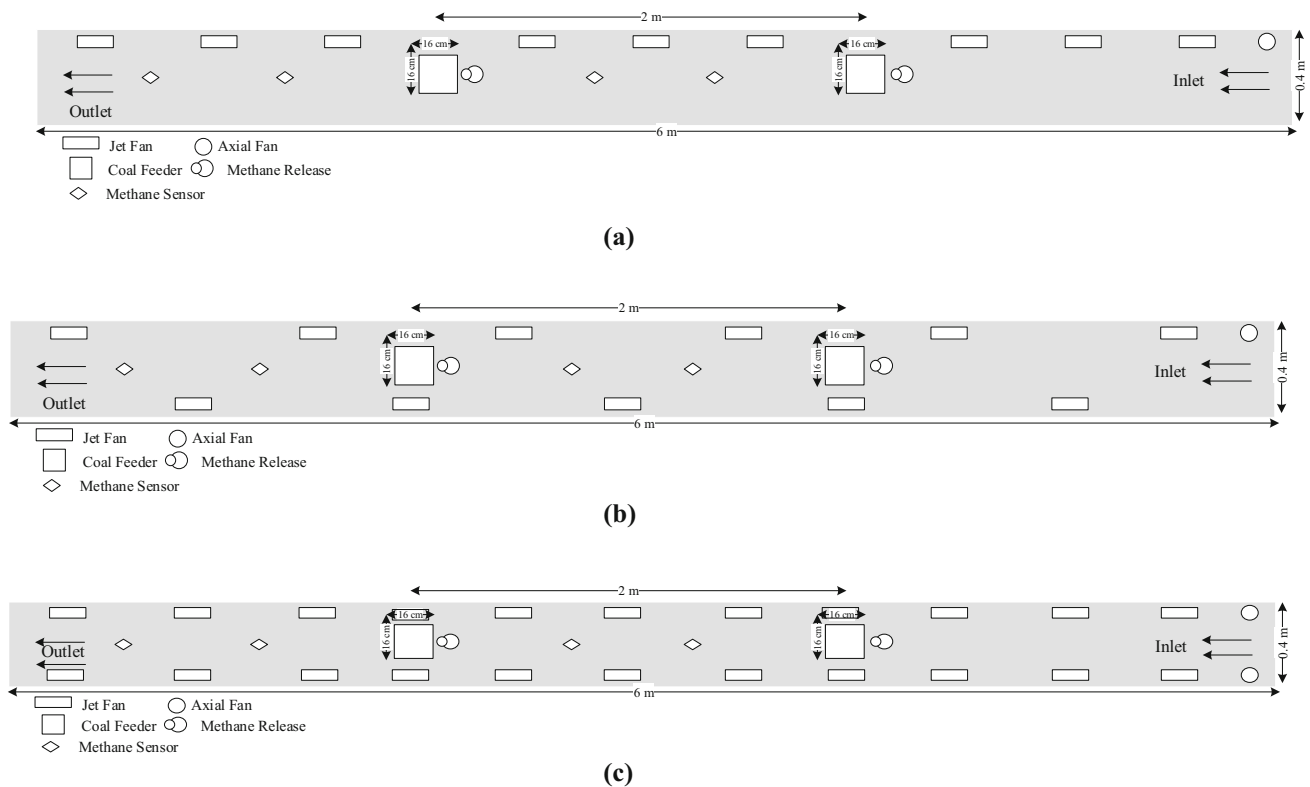 2 m
16 cm
16 cm
16 cm
16 cm
Inlet
0.4 m
Outlet
6 m
Jet Fan
Axial Fan
Coal Feeder
Methane Release
Methane Sensor
(a)
2 m
16 cm
16 cm
16 cm
16 cm
Inlet
0.4 m
Outlet
6 m
Jet Fan
Axial Fan
Coal Feeder
Methane Release
Methane Sensor
(b)
2 m
16 cm
16 cm
16 cm
16 cm
Outlet
Inlet
0.4 m
6 m
Jet Fan
Axial Fan
Coal Feeder
Methane Release
Methane Sensor
(c)